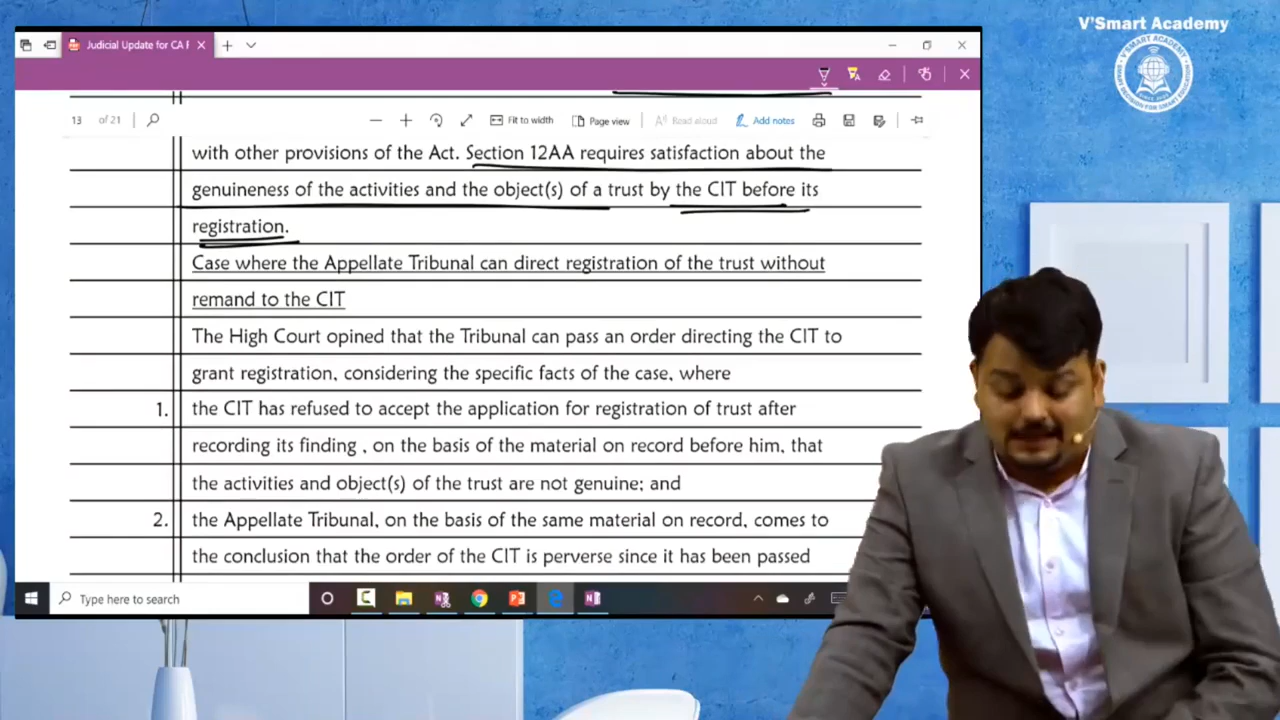 V'Smart Academy
Judicial Update for CA F
13 of 21
Fit to width
Page view
Read aloud
Add notes
with other provisions of the Act. Section 12AA requires satisfaction about the
genuineness of the activities and the object(s) of a trust by the CIT before its
registration.
Case where the Appellate Tribunal can direct registration of the trust without
remand to the CIT
The High Court opined that the Tribunal can pass an order directing the CIT to
grant registration, considering the specific facts of the case, where
1. the CIT has refused to accept the application for registration of trust after
recording its finding , on the basis of the material on record before him, that
the activities and object(s) of the trust are not genuine; and
2. the Appellate Tribunal, on the basis of the same material on record, comes to
the conclusion that the order of the CIT is perverse since it has been passed
Type here to search